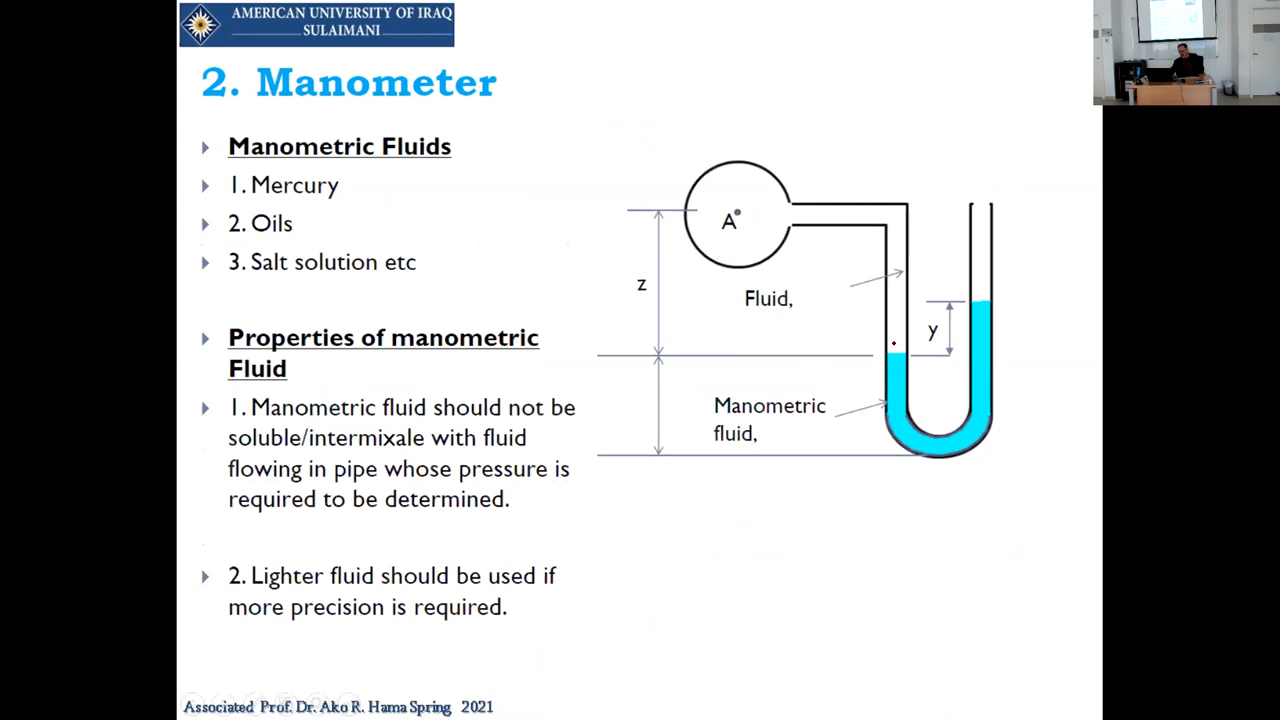 AMERICAN UNIVERSITY OF IRAQ
SULAIMANI
2. Manometer
Manometric Fluids
1. Mercury
2. Oils
3. Salt solution etc
Properties of manometric
Fluid
1. Manometric fluid should not be
soluble/intermixale with fluid
flowing in pipe whose pressure is
required to be determined.
2. Lighter fluid should be used if
more precision is required.
A
z
Fluid,
y
Manometric
fluid,
Associated Prof. Dr. Ako R. Hama Spring 2021